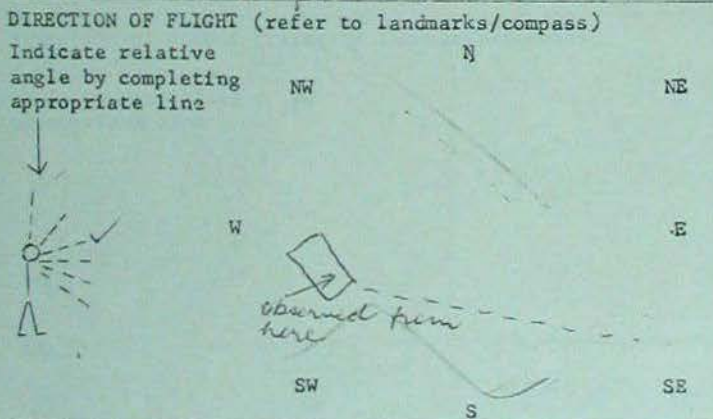 DIRECTION OF FLIGHT (refer to landmarks/compass)
Indicate relative
angle by completing
appropriate line
N
NW
NE
W
E
observed from
here
SW
SE
S